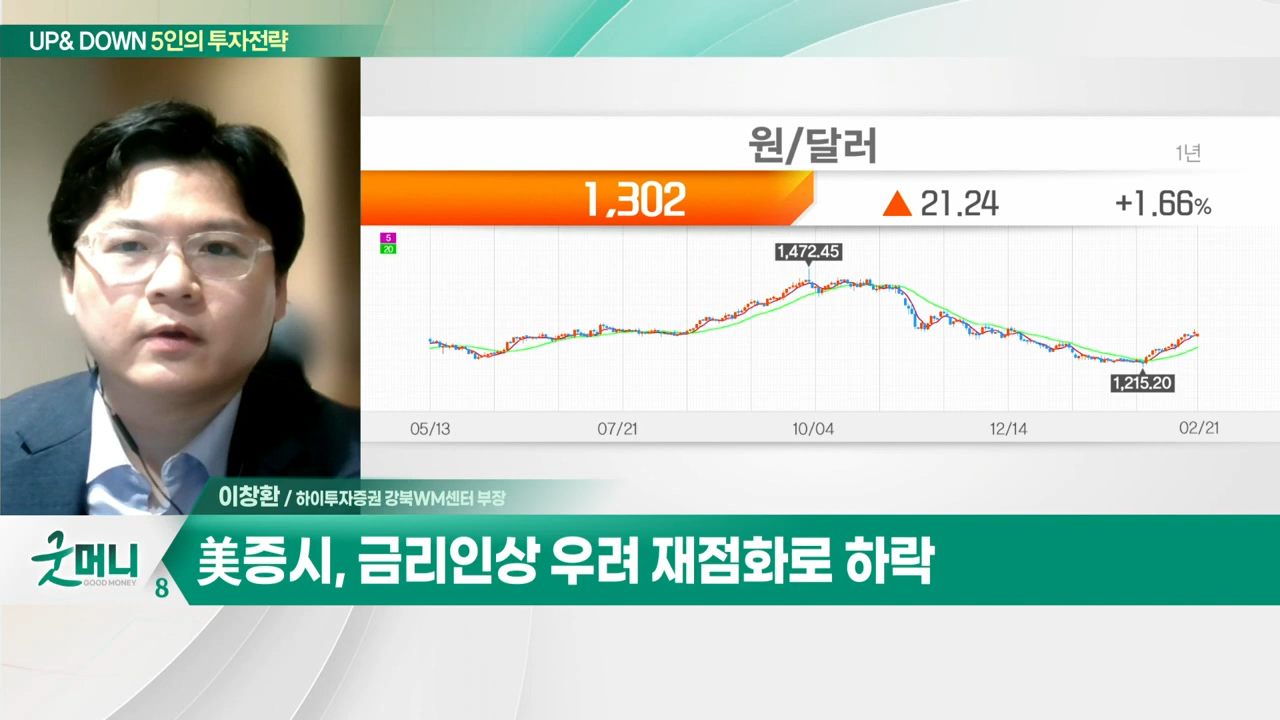 UP& DOWN 5인의 투자전략
원/달러
1년
1,302 ▲ 21.24 +1.66%
5
20
1,472.45
1,215.20
05/13 07/21 10/04 12/14 02/21
이창환 / 하이투자증권 강북WM센터 부장
굿머니
GOOD MONEY
8
美증시, 금리인상 우려 재점화로 하락